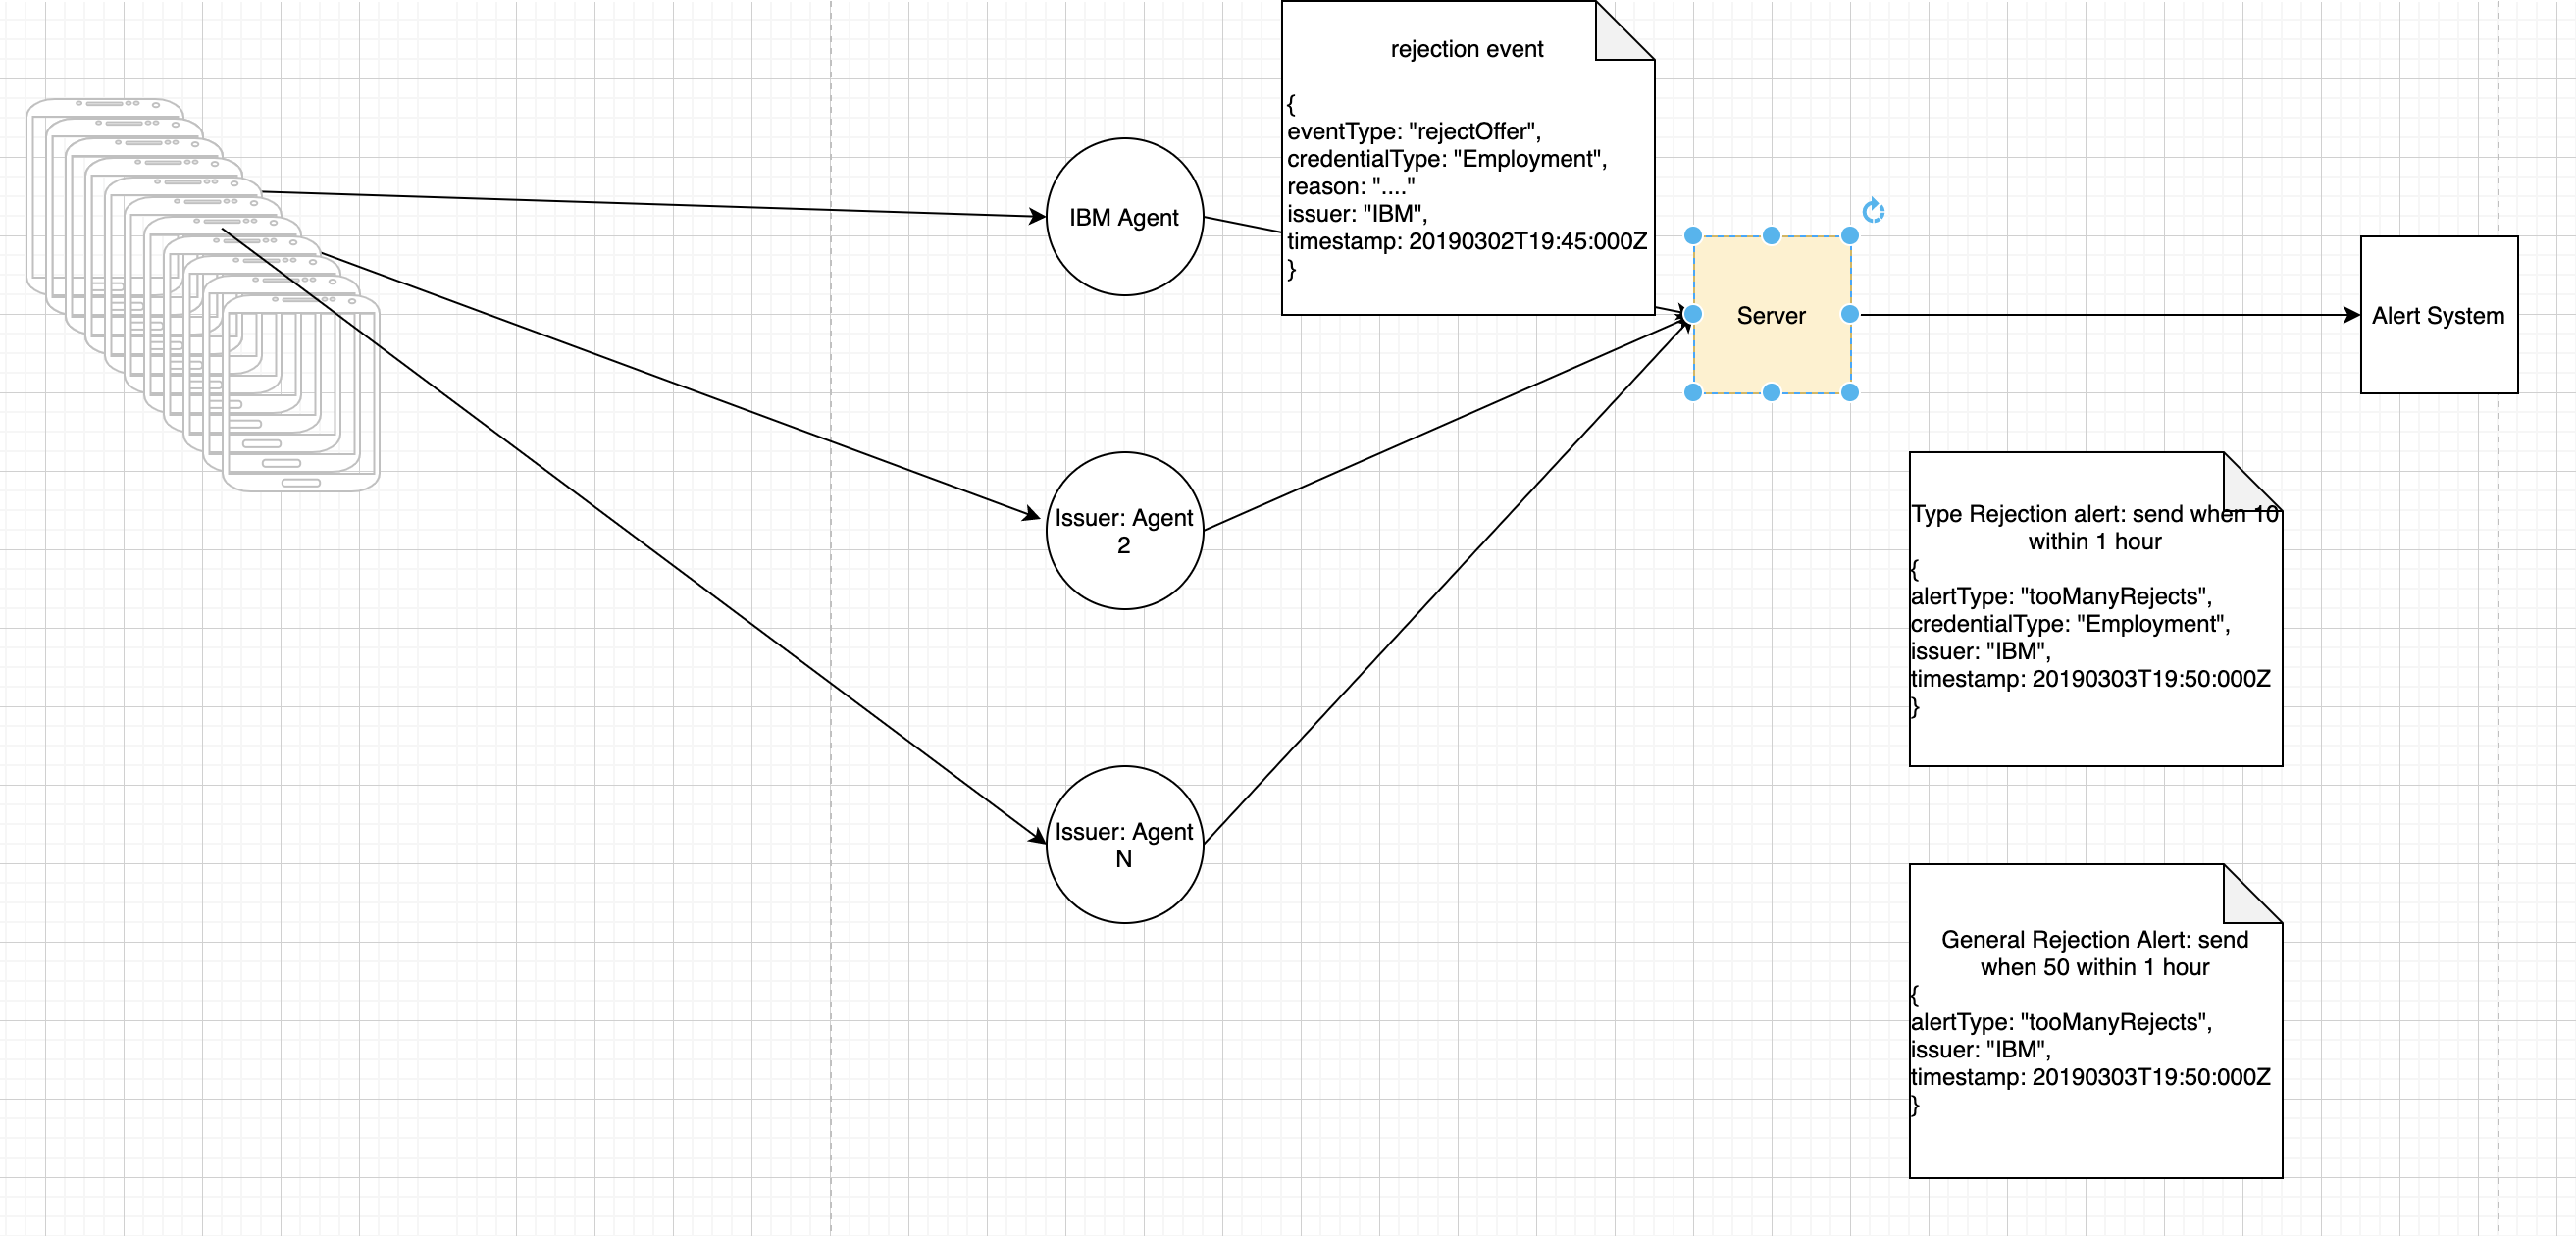 rejection event
{
eventType: "rejectOffer",
credentialType: "Employment",
reason: "...."
issuer: "IBM",
timestamp: 20190302T19:45:000Z
}
IBM Agent
Server
Alert System
Issuer: Agent
2
Type Rejection alert: send when 10
within 1 hour
{
alertType: "tooManyRejects",
credentialType: "Employment",
issuer: "IBM",
timestamp: 20190303T19:50:000Z
}
Issuer: Agent
N
General Rejection Alert: send
when 50 within 1 hour
{
alertType: "tooManyRejects",
issuer: "IBM",
timestamp: 20190303T19:50:000Z
}